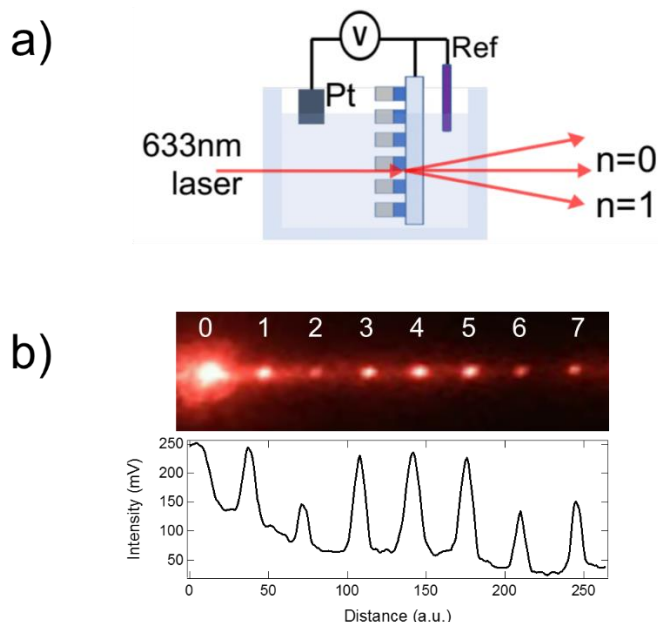 a)
V
Ref
Pt
633nm
laser
n=0
n=1
b)
0 1 2 3 4 5 6 7
250
200
150
100
50
Intensity (mV)
0 50 100 150 200 250
Distance (a.u.)